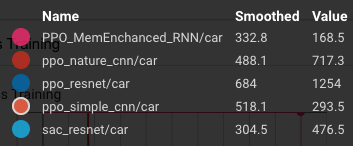 Name Smoothed Value
PPO_MemEnchanced_RNN/car 332.8 168.5
ppo_nature_cnn/car 488.1 717.3
ppo_resnet/car 684 1254
s Training
ppo_simple_cnn/car 518.1 293.5
sac_resnet/car 304.5 476.5